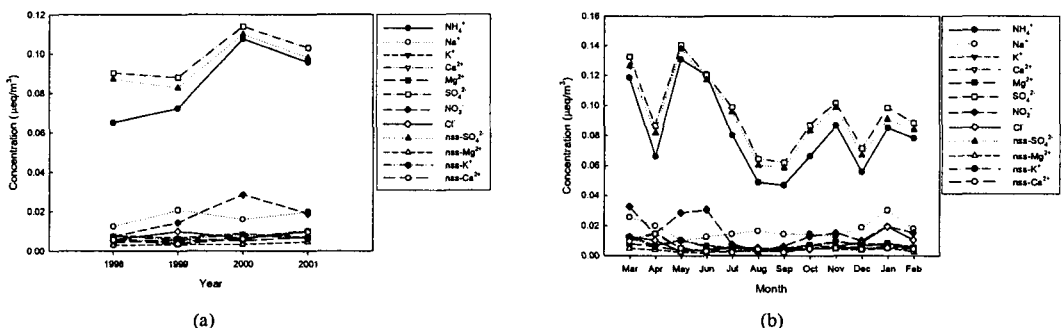 (a)
Concentration (μeq/m³)
0.12
0.10
0.08
0.06
0.04
0.02
0.00
1998
1999
2000
2001
Year
NH₄⁺
Na⁺
K⁺
Ca²⁺
Mg²⁺
SO₄²⁻
NO₃⁻
Cl⁻
nss-SO₄²⁻
nss-Mg²⁺
nss-K⁺
nss-Ca²⁺
(a)
(b)
Concentration (μeq/m³)
0.16
0.14
0.12
0.10
0.08
0.06
0.04
0.02
0.00
Mar Apr May Jun Jul Aug Sep Oct Nov Dec Jan Feb
Month
NH₄⁺
Na⁺
K⁺
Ca²⁺
Mg²⁺
SO₄²⁻
NO₃⁻
Cl⁻
nss-SO₄²⁻
nss-Mg²⁺
nss-K⁺
nss-Ca²⁺
(b)